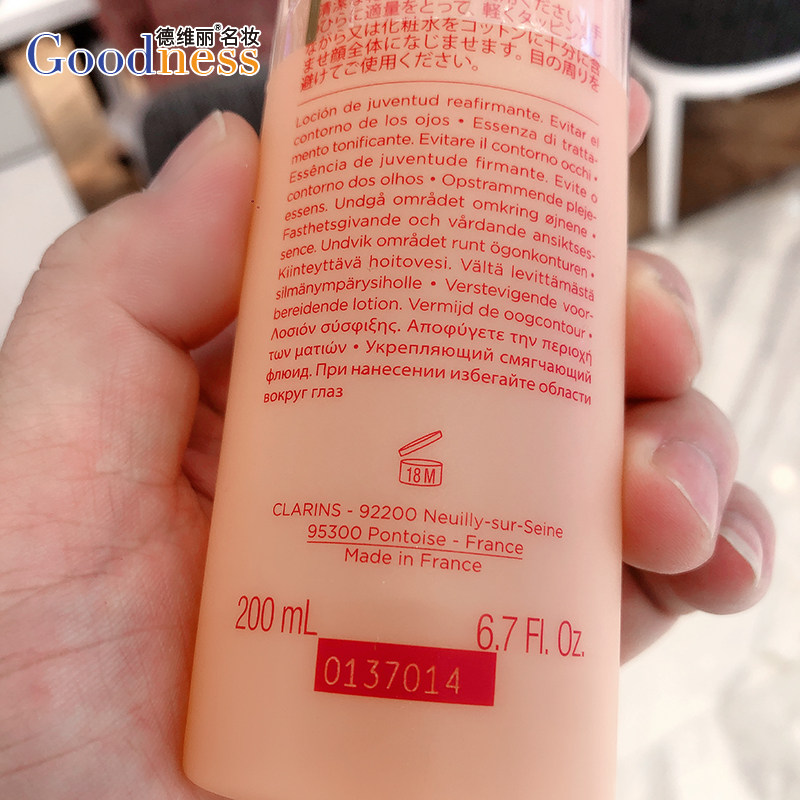 德维丽®名妆
Goodness
ひらに適量をとって、軽くタッピング
ながら又は化粧水をコットンに十分に含
ませ顔全体になじませます。目の周りを
避けてご使用ください。
Loción de juventud reafirmante. Evitar el
contorno de los ojos • Essenza di tratta-
mento tonificante. Evitare il contorno occhi •
Essência de juventude firmante. Evite o
contorno dos olhos • Opstrammende pleje-
essens. Undgå området omkring øjnene •
Fasthetsgivande och vårdande ansiktses-
sence. Undvik området runt ögonkonturen •
Kiinteyttävä hoitovesi. Vältä levittämästä
silmänympärysiholle • Verstevigende voor-
bereidende lotion. Vermijd de oogcontour •
Λοσιόν σύσφιξης. Αποφύγετε την περιοχή
των ματιών • Укрепляющий смягчающий
флюид. При нанесении избегайте области
вокруг глаз
18 M
CLARINS - 92200 Neuilly-sur-Seine
95300 Pontoise - France
Made in France
200 mL
6.7 Fl. Oz.
0137014